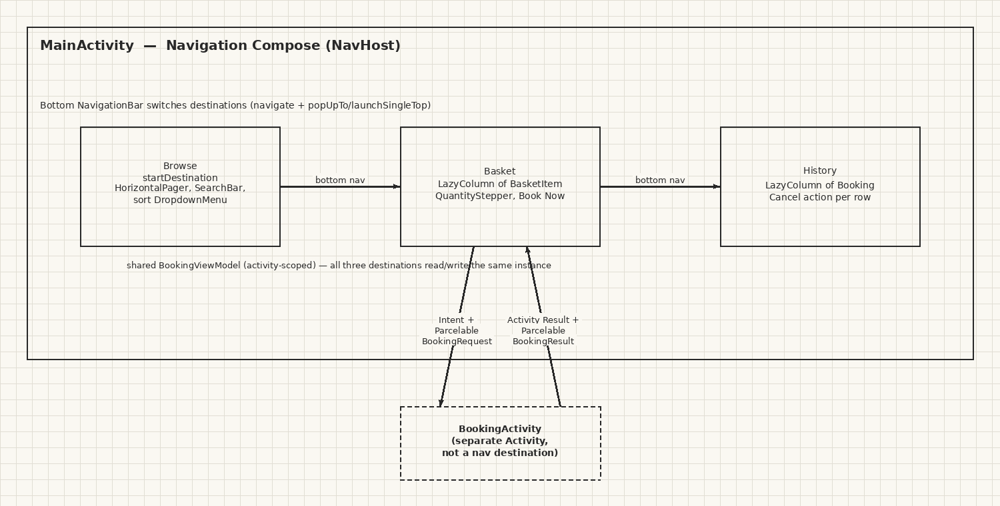 MainActivity — Navigation Compose (NavHost)
Bottom NavigationBar switches destinations (navigate + popUpTo/launchSingleTop)
Browse
startDestination
HorizontalPager, SearchBar,
sort DropdownMenu
bottom nav
Basket
LazyColumn of BasketItem
QuantityStepper, Book Now
bottom nav
History
LazyColumn of Booking
Cancel action per row
shared BookingViewModel (activity-scoped) — all three destinations read/write the same instance
Intent +
Parcelable
BookingRequest
Activity Result +
Parcelable
BookingResult
BookingActivity
(separate Activity,
not a nav destination)